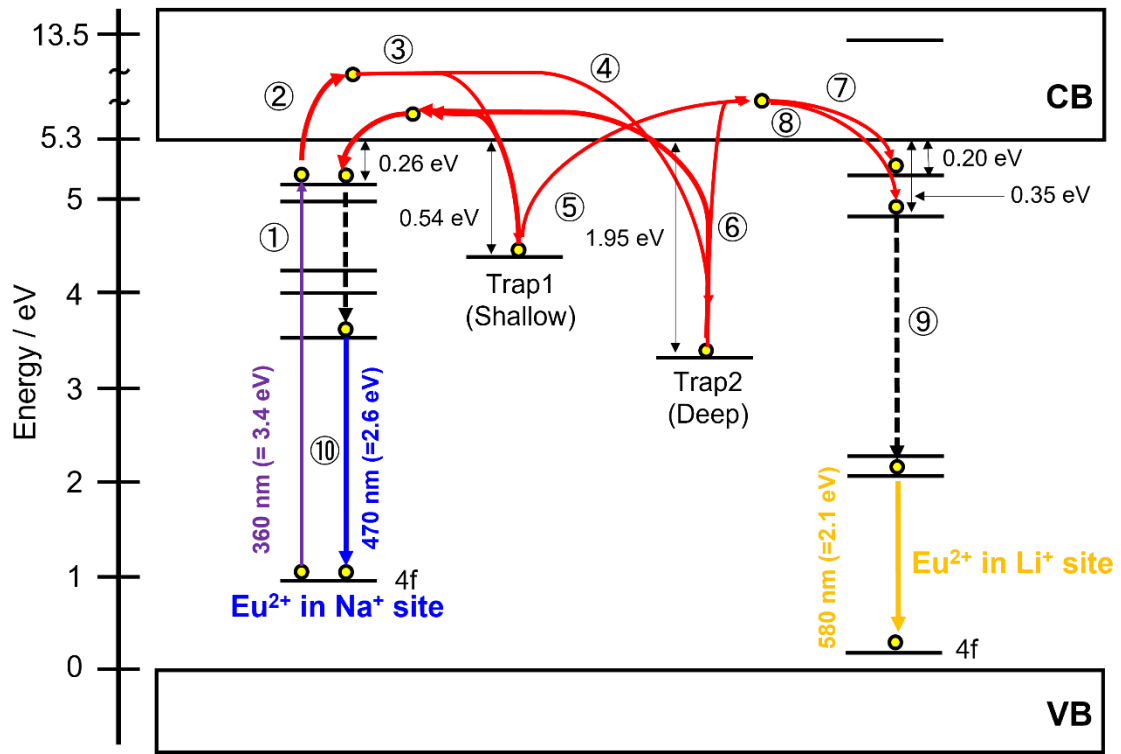 13.5
~
~
5.3
5
4
3
2
1
0
Energy / eV
CB
VB
①
②
③
④
⑤
⑥
⑦
⑧
⑨
⑩
0.26 eV
0.54 eV
1.95 eV
0.20 eV
0.35 eV
Trap1
(Shallow)
Trap2
(Deep)
360 nm (= 3.4 eV)
470 nm (=2.6 eV)
4f
Eu²⁺ in Na⁺ site
580 nm (=2.1 eV)
Eu²⁺ in Li⁺ site
4f